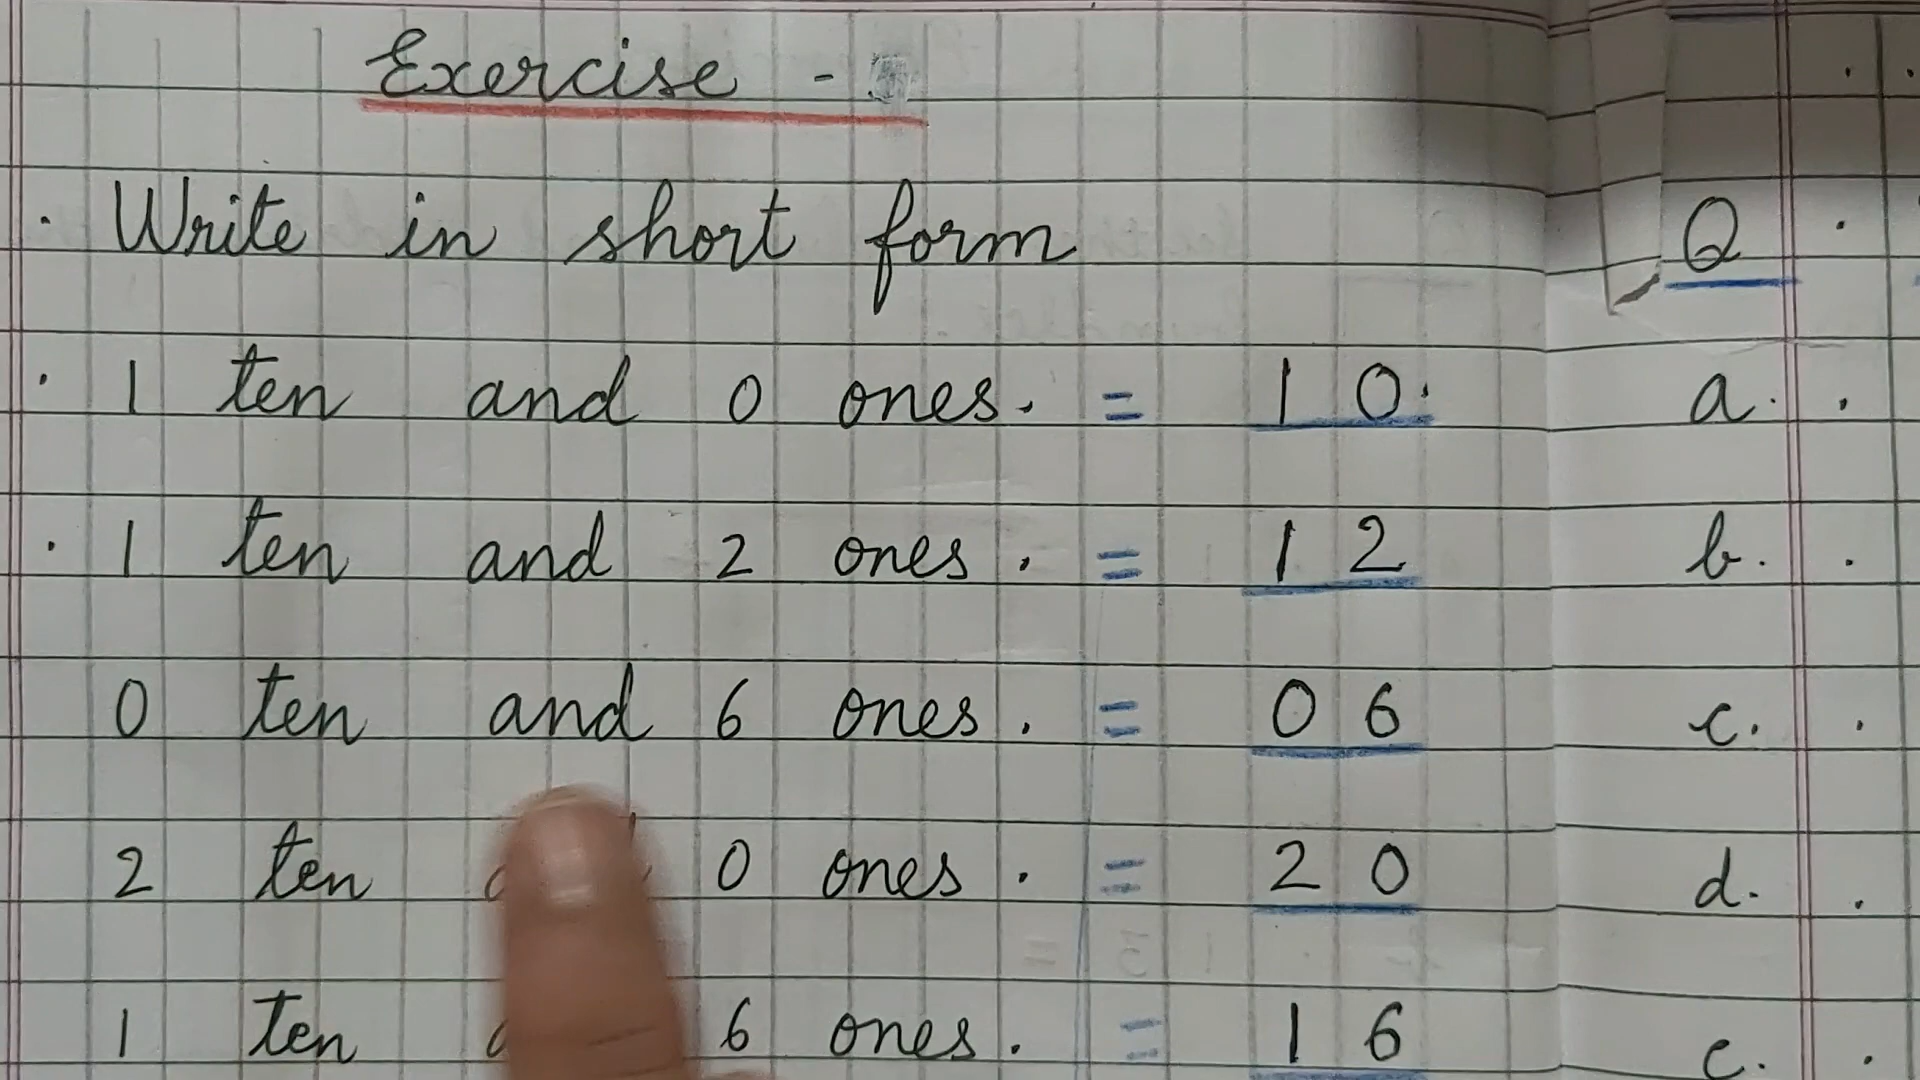 Exercise -
. Write in short form
. 1 ten and 0 ones. = 10.
. 1 ten and 2 ones. = 12
0 ten and 6 ones. = 06
2 ten 0 ones. = 20
1 ten 6 ones. = 16
Q .
a. .
b. .
c. .
d. .